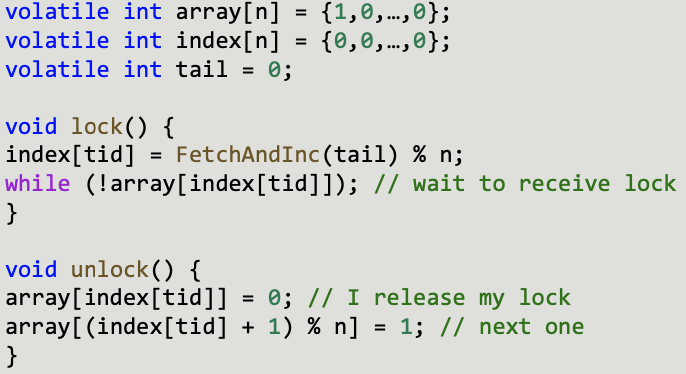 volatile int array[n] = {1,0,…,0};
volatile int index[n] = {0,0,…,0};
volatile int tail = 0;
void lock() {
index[tid] = FetchAndInc(tail) % n;
while (!array[index[tid]]); // wait to receive lock
}
void unlock() {
array[index[tid]] = 0; // I release my lock
array[(index[tid] + 1) % n] = 1; // next one
}